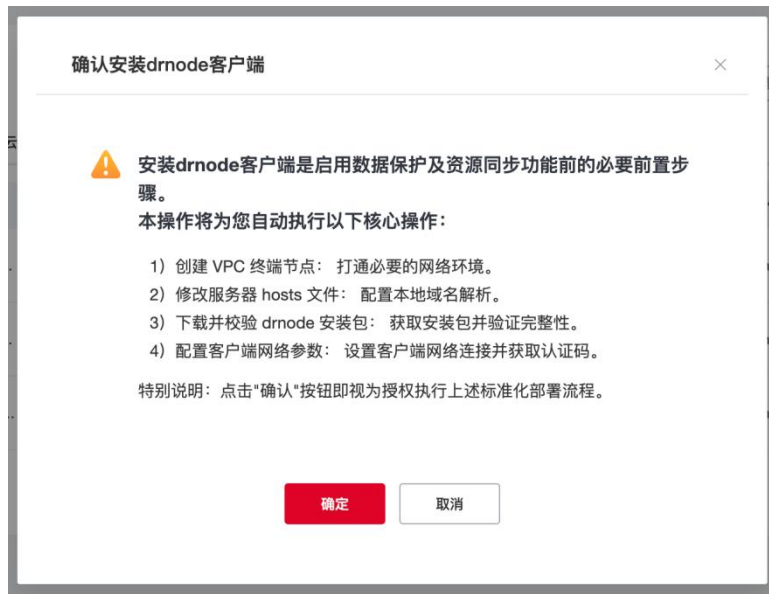 确认安装drnode客户端
安装drnode客户端是启用数据保护及资源同步功能前的必要前置步
骤。
本操作将为您自动执行以下核心操作：
1）创建 VPC 终端节点： 打通必要的网络环境。
2）修改服务器 hosts 文件： 配置本地域名解析。
3）下载并校验 drnode 安装包： 获取安装包并验证完整性。
4）配置客户端网络参数： 设置客户端网络连接并获取认证码。
特别说明：点击"确认"按钮即视为授权执行上述标准化部署流程。
确定
取消